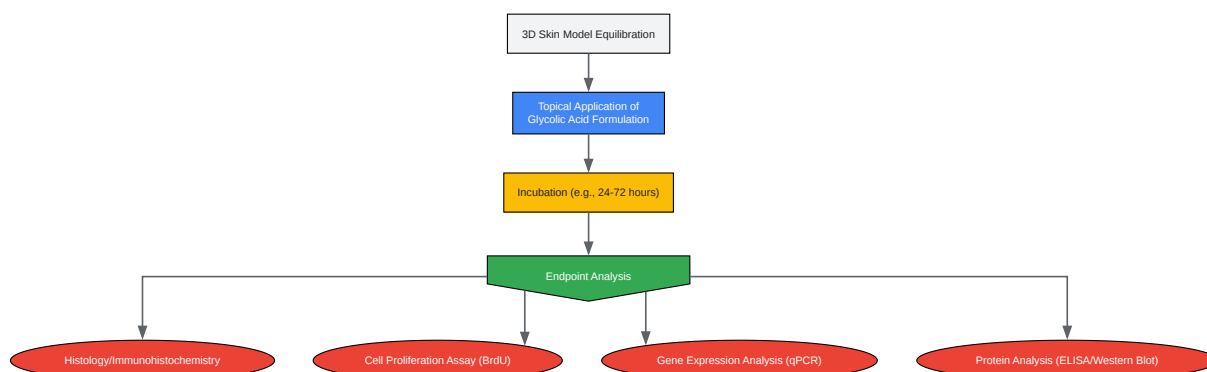 3D Skin Model Equilibration
Topical Application of
Glycolic Acid Formulation
Incubation (e.g., 24-72 hours)
Endpoint Analysis
Histology/Immunohistochemistry
Cell Proliferation Assay (BrdU)
Gene Expression Analysis (qPCR)
Protein Analysis (ELISA/Western Blot)